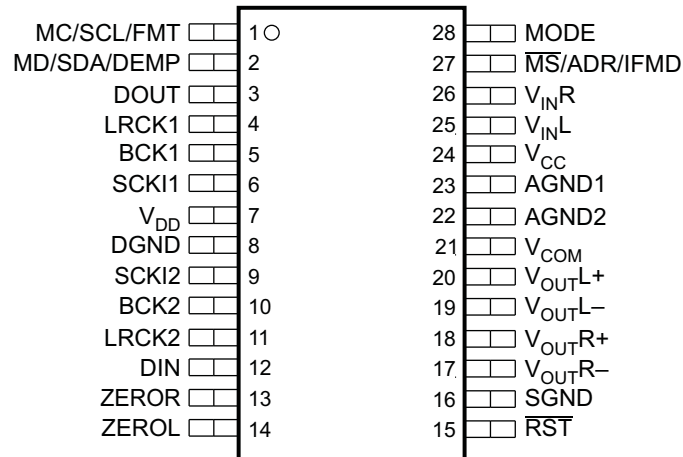 MC/SCL/FMT 1 28 MODE
MD/SDA/DEMP 2 27 M̅S̅/ADR/IFMD
DOUT 3 26 VINR
LRCK1 4 25 VINL
BCK1 5 24 VCC
SCKI1 6 23 AGND1
VDD 7 22 AGND2
DGND 8 21 VCOM
SCKI2 9 20 VOUTL+
BCK2 10 19 VOUTL–
LRCK2 11 18 VOUTR+
DIN 12 17 VOUTR–
ZEROR 13 16 SGND
ZEROL 14 15 R̅S̅T̅